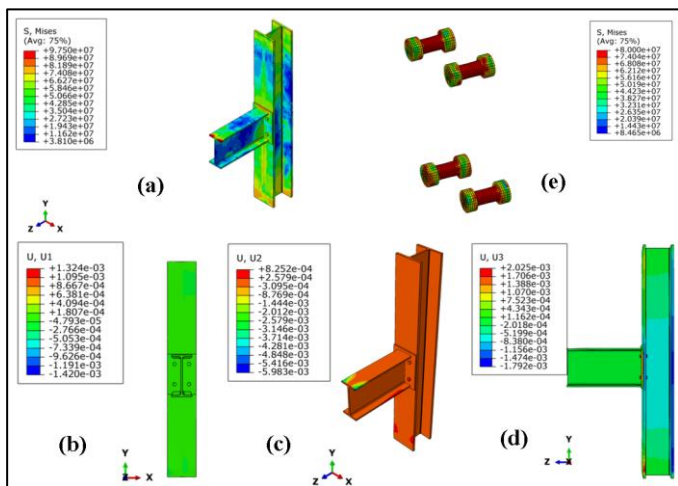 S, Mises
(Avg: 75%)
+9.750e+07
+8.969e+07
+8.189e+07
+7.408e+07
+6.627e+07
+5.846e+07
+5.066e+07
+4.285e+07
+3.504e+07
+2.723e+07
+1.943e+07
+1.162e+07
+3.810e+06
(a)
Y
Z
X
(e)
S, Mises
(Avg: 75%)
+8.000e+07
+7.404e+07
+6.808e+07
+6.212e+07
+5.616e+07
+5.019e+07
+4.423e+07
+3.827e+07
+3.231e+07
+2.635e+07
+2.039e+07
+1.443e+07
+8.465e+06
U, U1
+1.324e-03
+1.095e-03
+8.667e-04
+6.381e-04
+4.094e-04
+1.807e-04
-4.793e-05
-2.766e-04
-5.053e-04
-7.339e-04
-9.626e-04
-1.191e-03
-1.420e-03
(b)
Y
Z
X
U, U2
+8.252e-04
+2.579e-04
-3.095e-04
-8.769e-04
-1.444e-03
-2.012e-03
-2.579e-03
-3.146e-03
-3.714e-03
-4.281e-03
-4.848e-03
-5.416e-03
-5.983e-03
(c)
Y
Z
X
U, U3
+2.025e-03
+1.706e-03
+1.388e-03
+1.070e-03
+7.523e-04
+4.343e-04
+1.162e-04
-2.018e-04
-5.199e-04
-8.380e-04
-1.156e-03
-1.474e-03
-1.792e-03
(d)
Y
Z
X